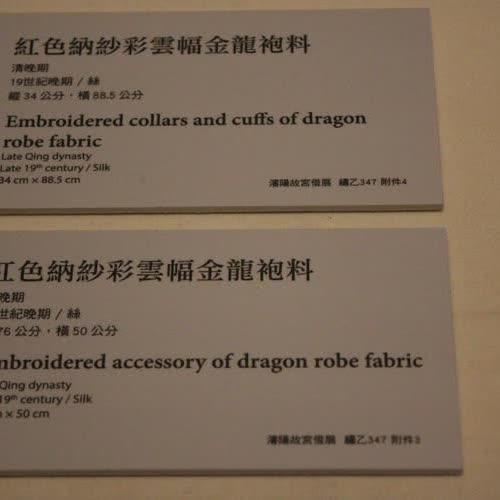 紅色納紗彩雲幅金龍袍料
清晚期
19世紀晚期 / 絲
縱 34 公分，橫 88.5 公分
Embroidered collars and cuffs of dragon
robe fabric
Late Qing dynasty
Late 19th century / Silk
34 cm × 88.5 cm
瀋陽故宮借展 繡乙347 附件4
紅色納紗彩雲幅金龍袍料
晚期
世紀晚期 / 絲
76 公分，橫 50 公分
mbroidered accessory of dragon robe fabric
Qing dynasty
19th century / Silk
× 50 cm
瀋陽故宮借展 繡乙347 附件3